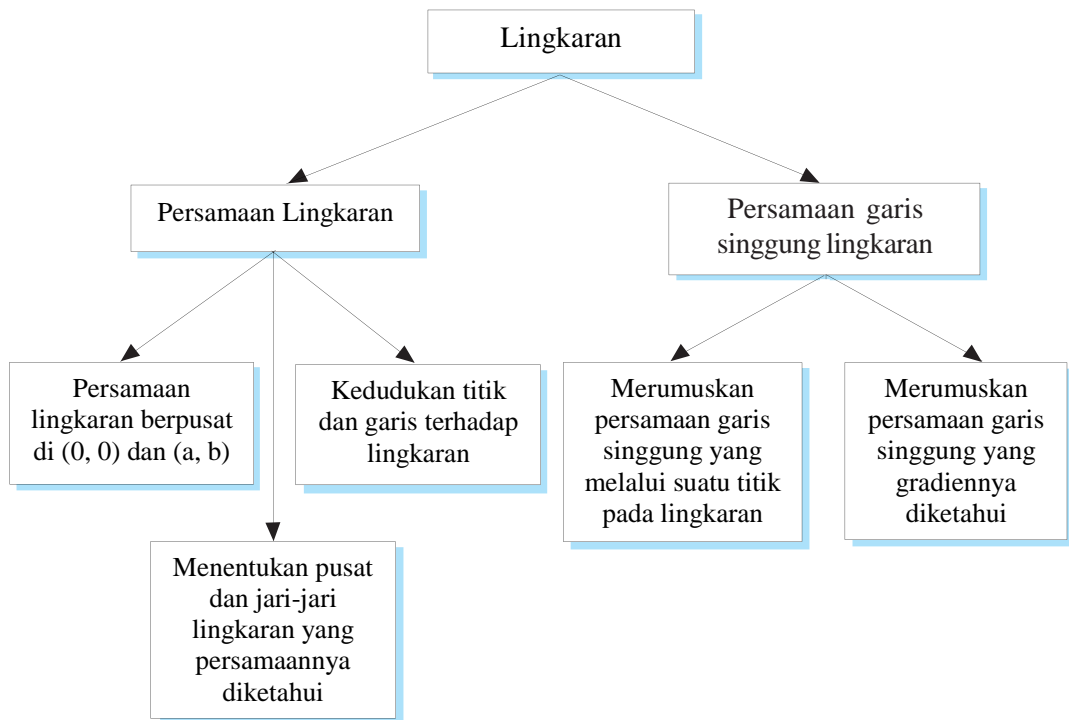 Lingkaran
Persamaan Lingkaran
Persamaan garis
singgung lingkaran
Persamaan
lingkaran berpusat
di (0, 0) dan (a, b)
Kedudukan titik
dan garis terhadap
lingkaran
Merumuskan
persamaan garis
singgung yang
melalui suatu titik
pada lingkaran
Merumuskan
persamaan garis
singgung yang
gradiennya
diketahui
Menentukan pusat
dan jari-jari
lingkaran yang
persamaannya
diketahui